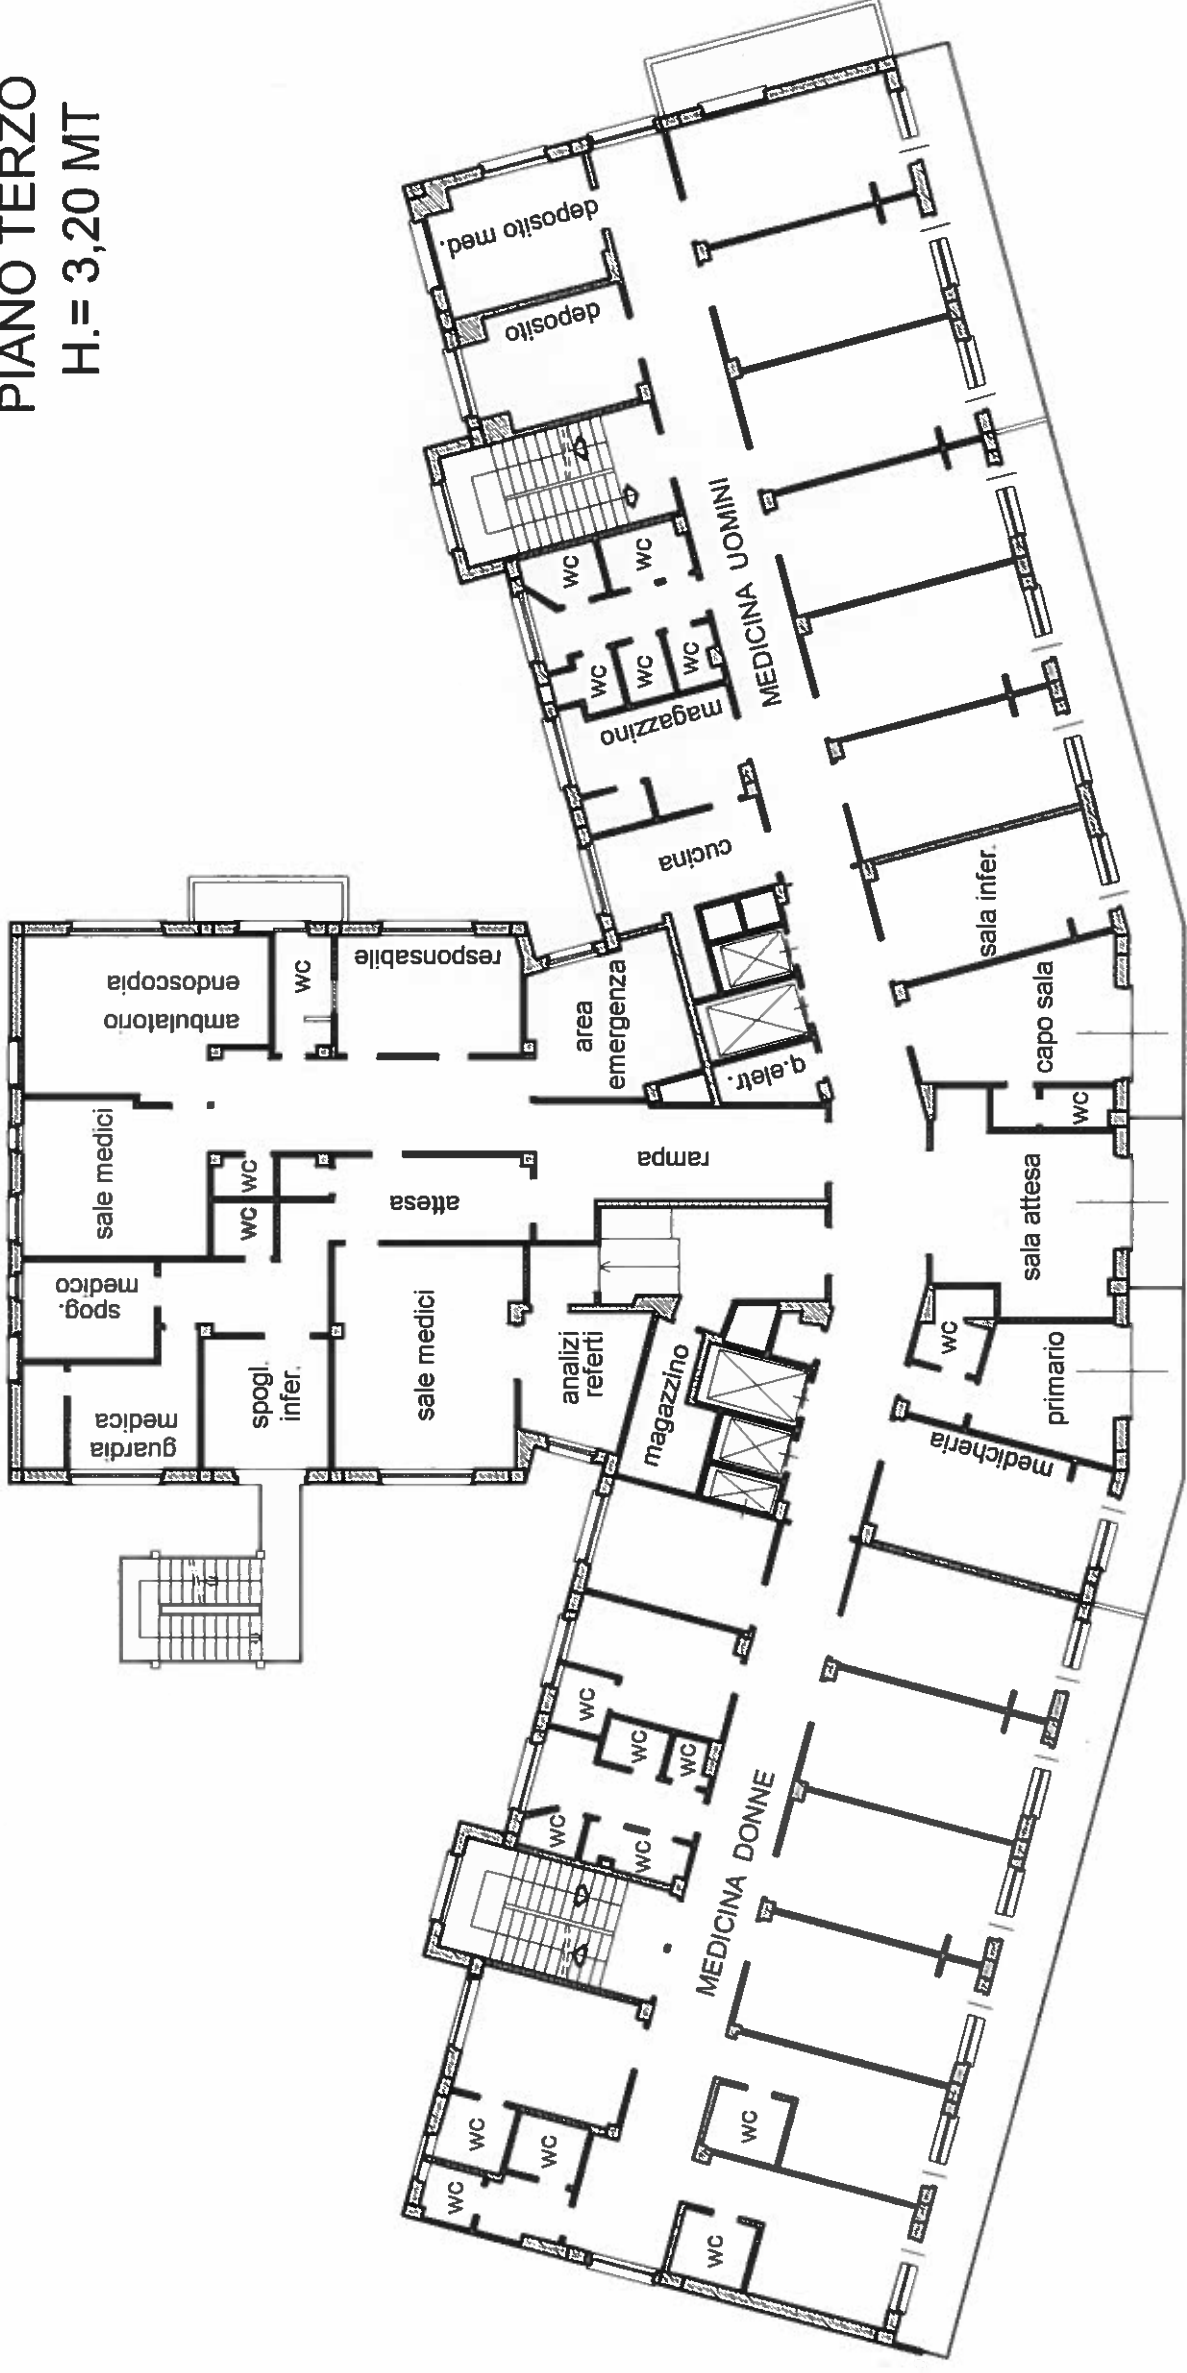 PIANO TERZO
H.= 3,20 MT
deposito med.
deposito
wc
wc
wc
wc
wc
MEDICINA UOMINI
magazzino
cucina
sala infer.
ambulatorio
endoscopia
wc
responsabile
area
emergenza
q.eletr.
capo sala
wc
sale medici
wc
wc
attesa
rampa
sala attesa
spog.
medico
guardia
medica
spogl.
infer.
sale medici
analizi
referti
magazzino
wc
primario
medicheria
wc
wc
wc
wc
wc
MEDICINA DONNE
wc
wc
wc
wc
wc